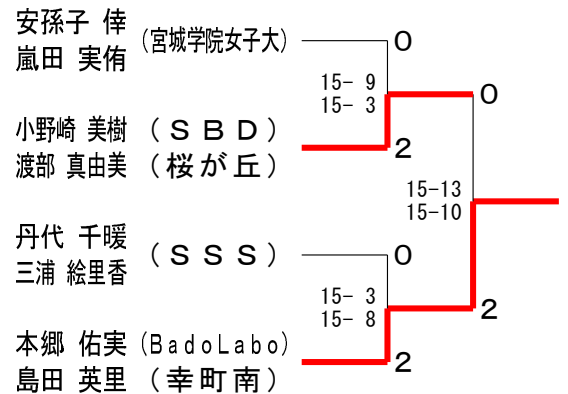 安孫子 倖
嵐田 実侑
(宮城学院女子大)
0
15- 9
15- 3
0
小野崎 美樹 (ＳＢＤ)
渡部 真由美 (桜が丘)
2
15-13
15-10
丹代 千暖
三浦 絵里香
(ＳＳＳ)
0
15- 3
15- 8
2
本郷 佑実 (BadoLabo)
島田 英里 (幸町南)
2